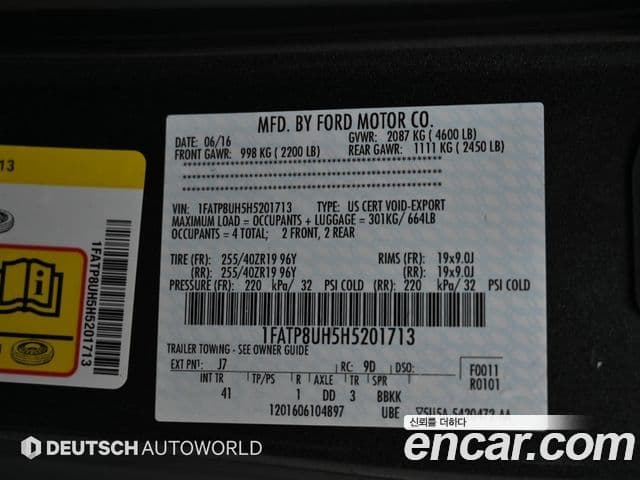 MFD. BY FORD MOTOR CO.
DATE: 06/16 GVWR: 2087 KG ( 4600 LB)
FRONT GAWR: 998 KG ( 2200 LB) REAR GAWR: 1111 KG ( 2450 LB)
VIN: 1FATP8UH5H5201713 TYPE: US CERT VOID-EXPORT
MAXIMUM LOAD = OCCUPANTS + LUGGAGE = 301KG/ 664LB
OCCUPANTS = 4 TOTAL; 2 FRONT, 2 REAR
TIRE (FR): 255/40ZR19 96Y RIMS (FR): 19x9.0J
(RR): 255/40ZR19 96Y (RR): 19x9.0J
PRESSURE (FR): 220 kPa/ 32 PSI COLD (RR): 220 kPa/ 32 PSI COLD
1FATP8UH5H5201713
TRAILER TOWING - SEE OWNER GUIDE
EXT PNT: J7 RC: 9D DSO: F0011
INT TR TP/PS R AXLE TR SPR R0101
41 1 DD 3 BBKK
1201606104897 UBE
13
1FATP8UH5H5201713
DEUTSCH AUTOWORLD
신뢰를 더하다
encar.com